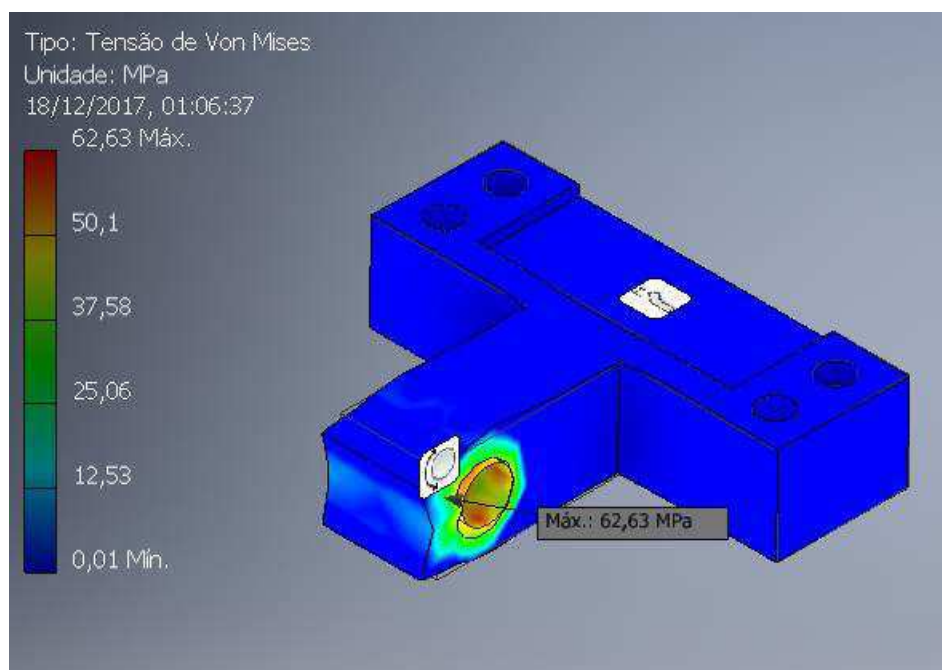 Tipo: Tensão de Von Mises
Unidade: MPa
18/12/2017, 01:06:37
62,63 Máx.
50,1
37,58
25,06
12,53
0,01 Mín.
Máx.: 62,63 MPa